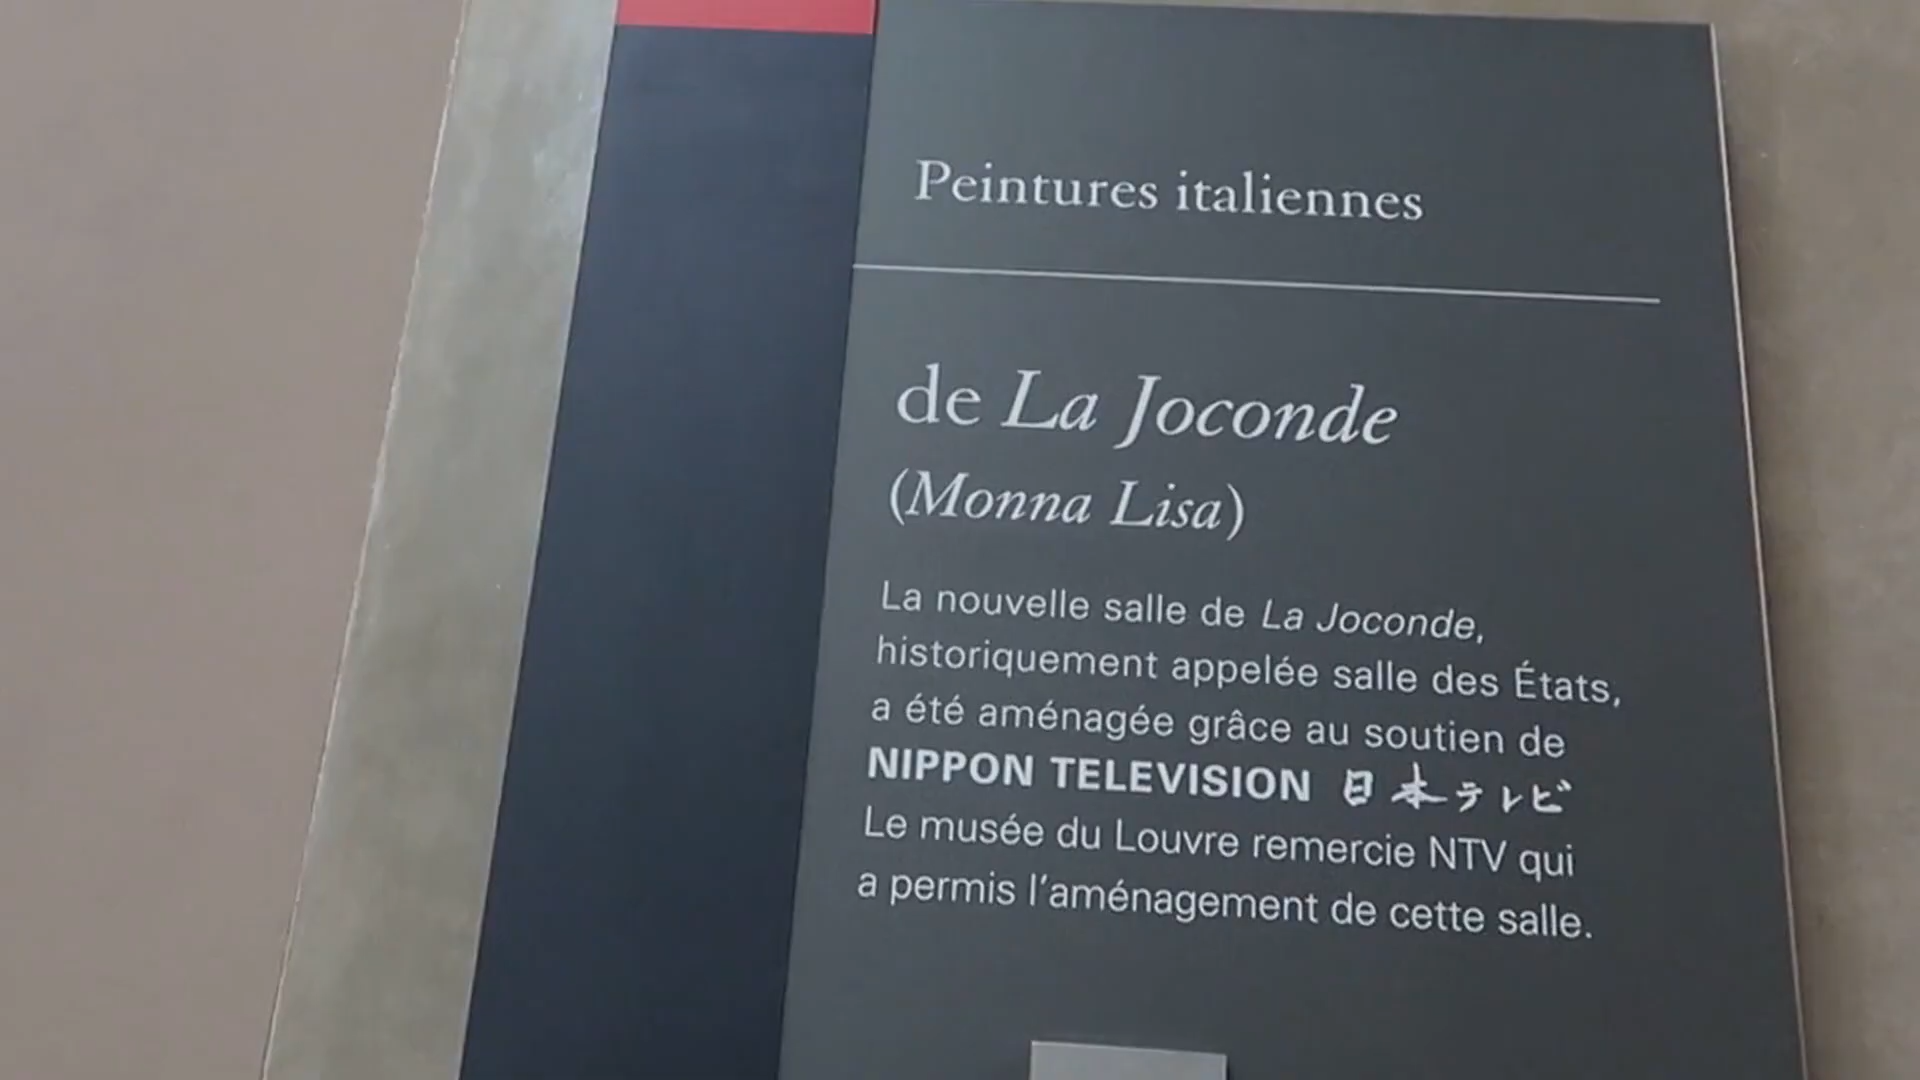 Peintures italiennes
de La Joconde
(Monna Lisa)
La nouvelle salle de La Joconde,
historiquement appelée salle des États,
a été aménagée grâce au soutien de
NIPPON TELEVISION 日本テレビ
Le musée du Louvre remercie NTV qui
a permis l'aménagement de cette salle.